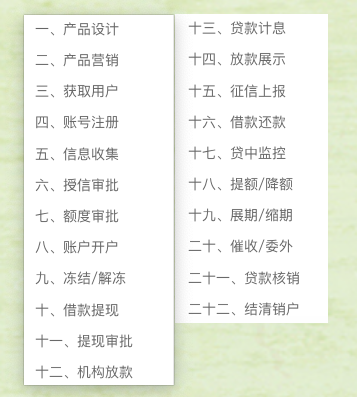 一、产品设计
二、产品营销
三、获取用户
四、账号注册
五、信息收集
六、授信审批
七、额度审批
八、账户开户
九、冻结/解冻
十、借款提现
十一、提现审批
十二、机构放款
十三、贷款计息
十四、放款展示
十五、征信上报
十六、借款还款
十七、贷中监控
十八、提额/降额
十九、展期/缩期
二十、催收/委外
二十一、贷款核销
二十二、结清销户